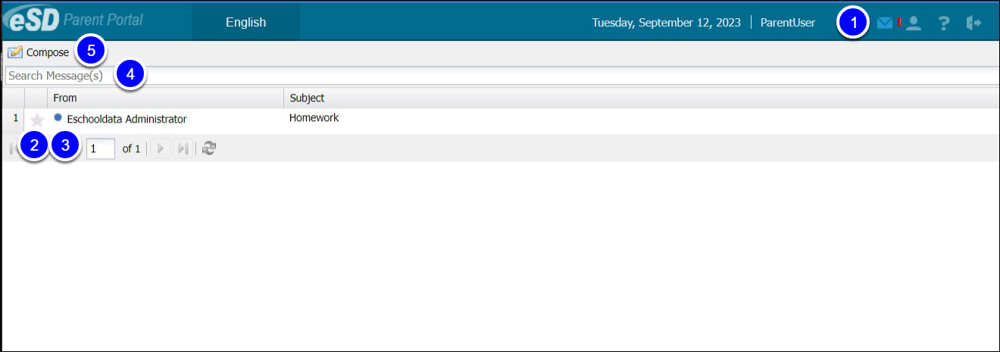 eSD Parent Portal English Tuesday, September 12, 2023 ParentUser 1 1 ?
Compose 5
Search Message(s) 4
From Subject
1 Eschooldata Administrator Homework
2 3 1 of 1